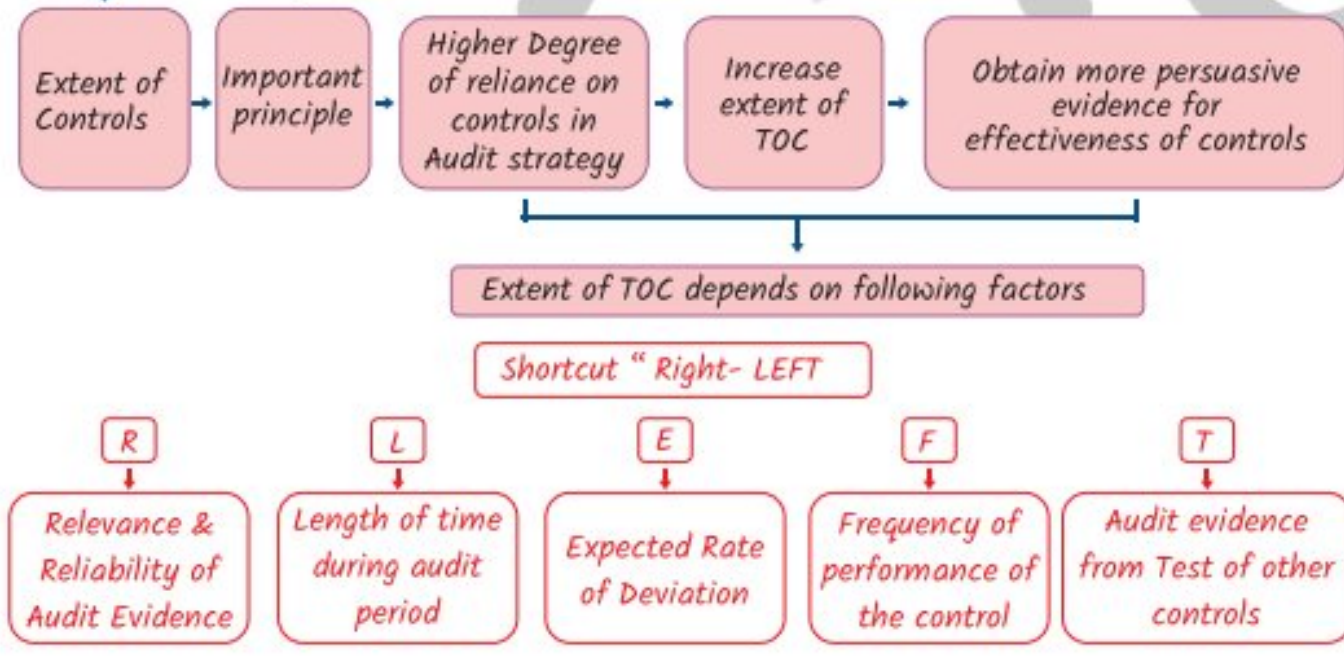 Extent of
Controls
Important
principle
Higher Degree
of reliance on
controls in
Audit strategy
Increase
extent of
TOC
Obtain more persuasive
evidence for
effectiveness of controls
Extent of TOC depends on following factors
Shortcut “ Right- LEFT
R
L
E
F
T
Relevance &
Reliability of
Audit Evidence
Length of time
during audit
period
Expected Rate
of Deviation
Frequency of
performance of
the control
Audit evidence
from Test of other
controls